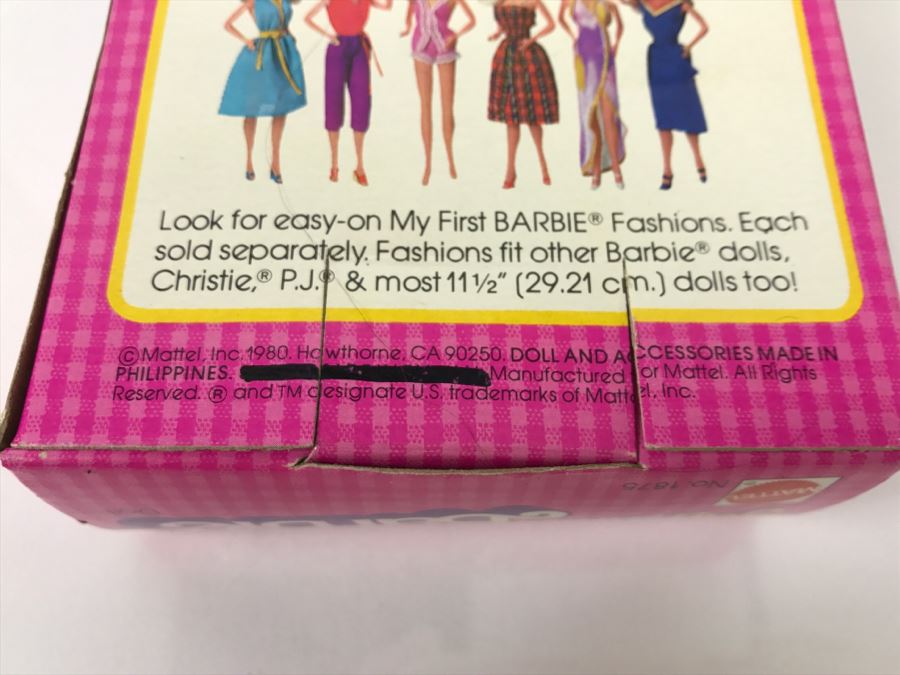 Look for easy-on My First BARBIE® Fashions. Each
sold separately. Fashions fit other Barbie® dolls,
Christie,® P.J.® & most 11½" (29.21 cm.) dolls too!
©Mattel, Inc. 1980. Hawthorne, CA 90250. DOLL AND ACCESSORIES MADE IN
PHILIPPINES. Manufactured for Mattel. All Rights
Reserved. ® and TM designate U.S. trademarks of Mattel, Inc.
No. 1875
MATTEL